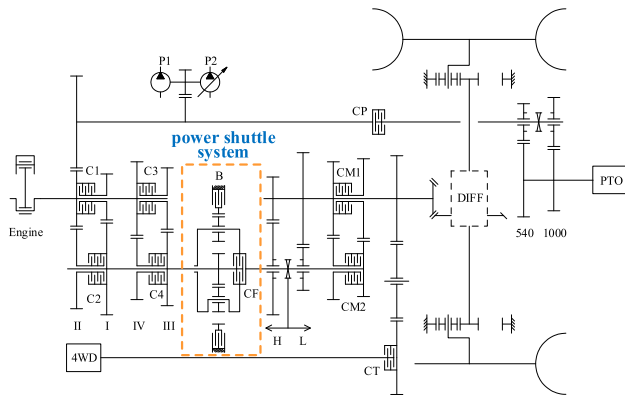 P1 P2
CP
power shuttle
system
C1 C3 B CM1
PTO
DIFF
Engine 540 1000
C2 C4 CF CM2
II I IV III
H L
4WD
CT